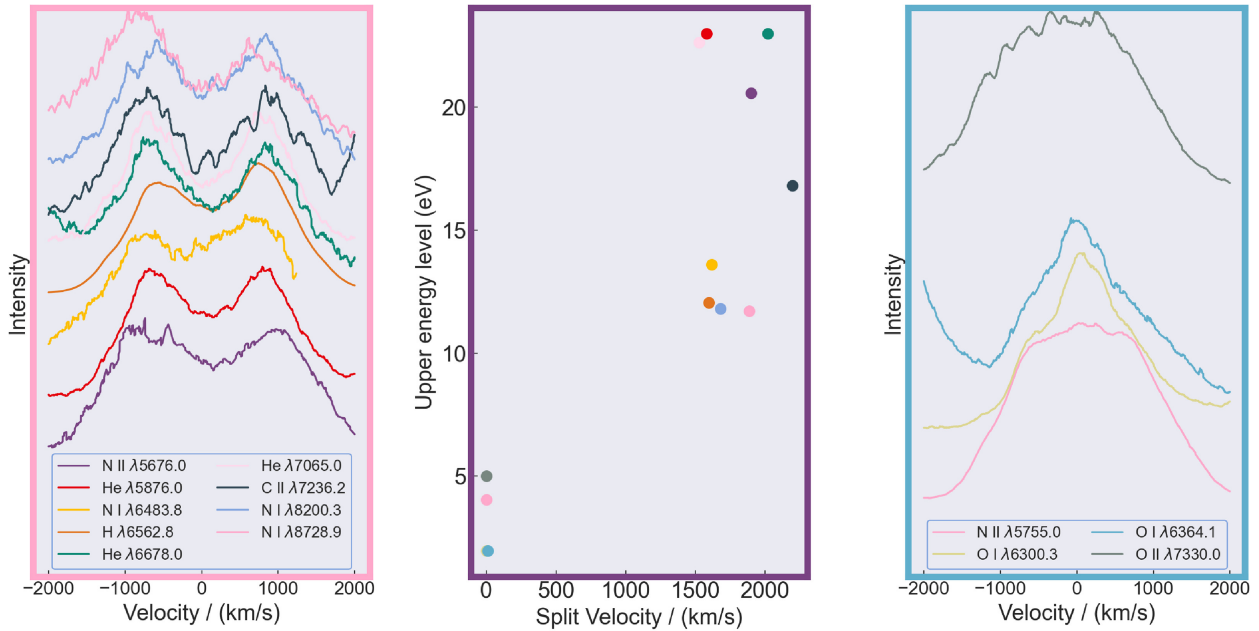 Intensity
N II λ5676.0
He λ5876.0
N I λ6483.8
H λ6562.8
He λ6678.0
He λ7065.0
C II λ7236.2
N I λ8200.3
N I λ8728.9
−2000 −1000 0 1000 2000
Velocity / (km/s)
Upper energy level (eV)
20
15
10
5
0 500 1000 1500 2000
Split Velocity / (km/s)
Intensity
N II λ5755.0
O I λ6300.3
O I λ6364.1
O II λ7330.0
−2000 −1000 0 1000 2000
Velocity / (km/s)